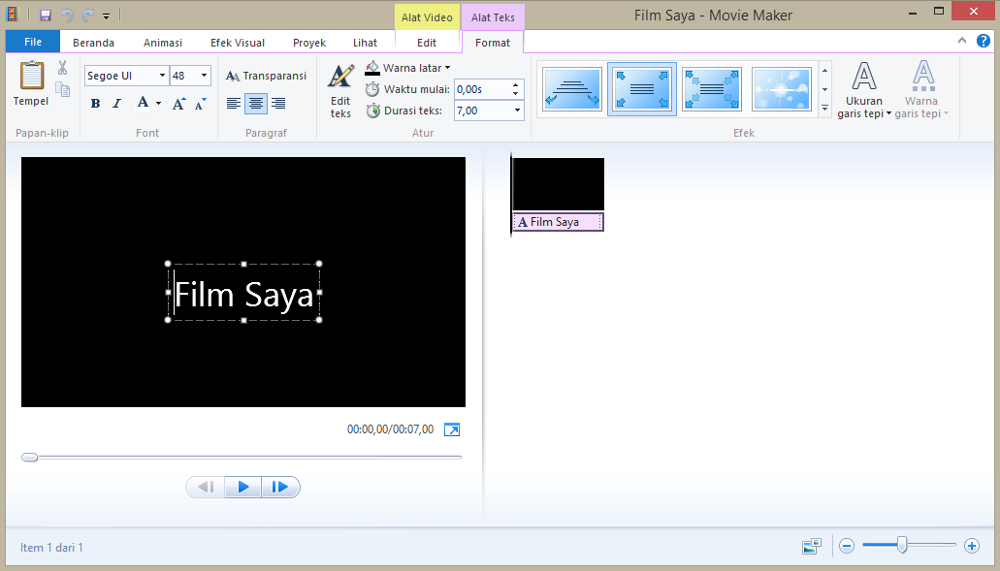 Alat Video
Alat Teks
Film Saya - Movie Maker
File
Beranda
Animasi
Efek Visual
Proyek
Lihat
Edit
Format
Tempel
Papan-klip
Segoe UI
48
B I A A A
Font
AA Transparansi
Paragraf
Edit
teks
Warna latar
Waktu mulai: 0,00s
Durasi teks: 7,00
Atur
Efek
A
Ukuran
garis tepi
A
Warna
garis tepi
Film Saya
A Film Saya
00:00,00/00:07,00
Item 1 dari 1